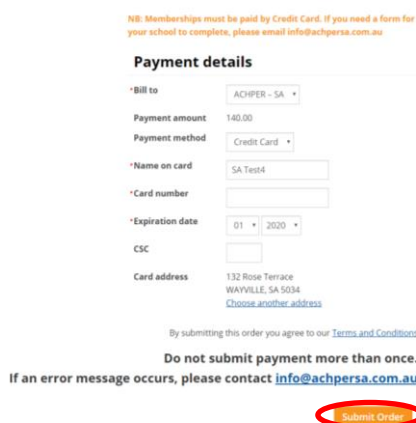 NB: Memberships must be paid by Credit Card. If you need a form for
your school to complete, please email info@achpersa.com.au
Payment details
*Bill to ACHPER – SA
Payment amount 140.00
Payment method Credit Card
*Name on card SA Test4
*Card number
*Expiration date 01 2020
CSC
Card address 132 Rose Terrace
WAYVILLE, SA 5034
Choose another address
By submitting this order you agree to our Terms and Conditions
Do not submit payment more than once.
If an error message occurs, please contact info@achpersa.com.au
Submit Order